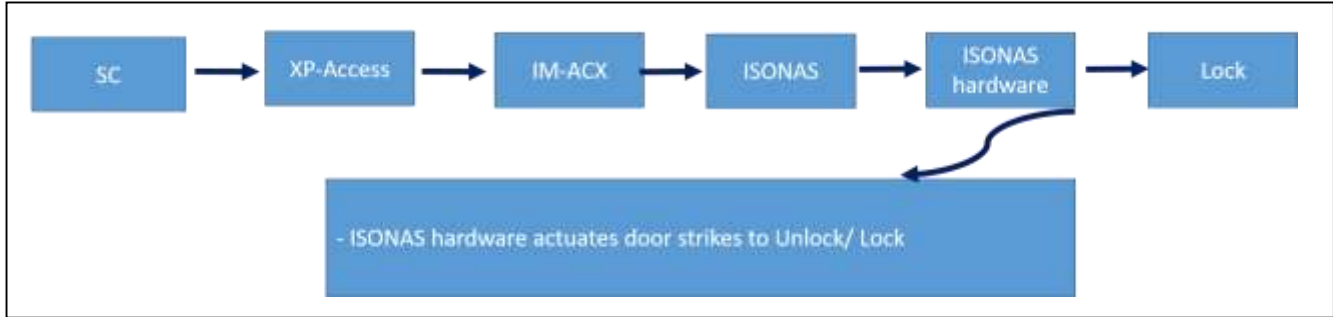 SC
XP-Access
IM-ACX
ISONAS
ISONAS
hardware
Lock
- ISONAS hardware actuates door strikes to Unlock/ Lock